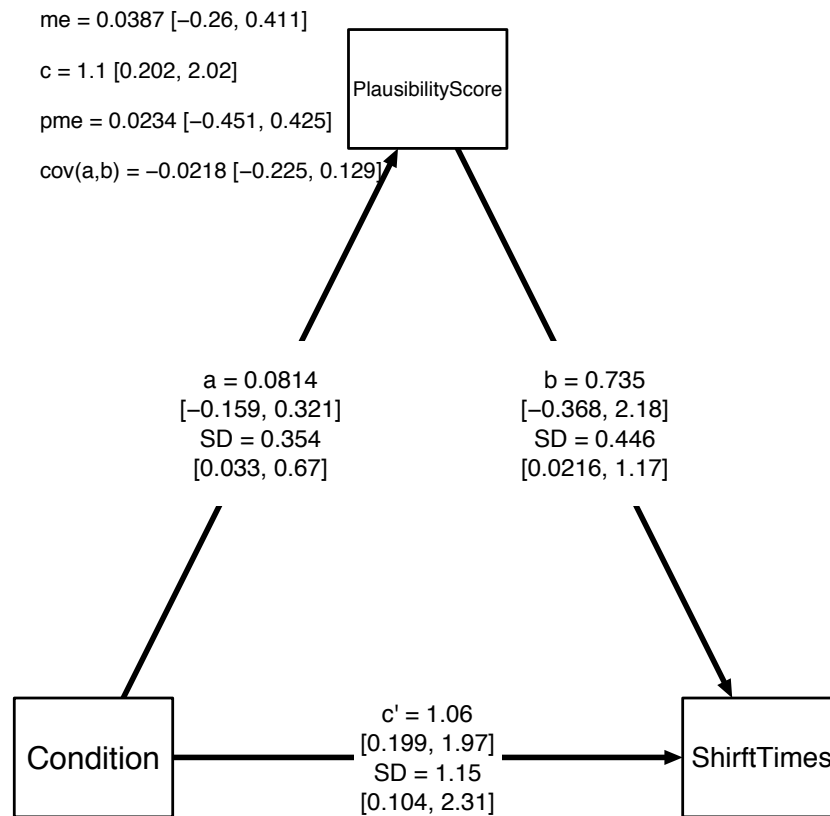 me = 0.0387 [−0.26, 0.411]
c = 1.1 [0.202, 2.02]
pme = 0.0234 [−0.451, 0.425]
cov(a,b) = −0.0218 [−0.225, 0.129]
PlausibilityScore
a = 0.0814
[−0.159, 0.321]
SD = 0.354
[0.033, 0.67]
b = 0.735
[−0.368, 2.18]
SD = 0.446
[0.0216, 1.17]
Condition
c' = 1.06
[0.199, 1.97]
SD = 1.15
[0.104, 2.31]
ShirftTimes